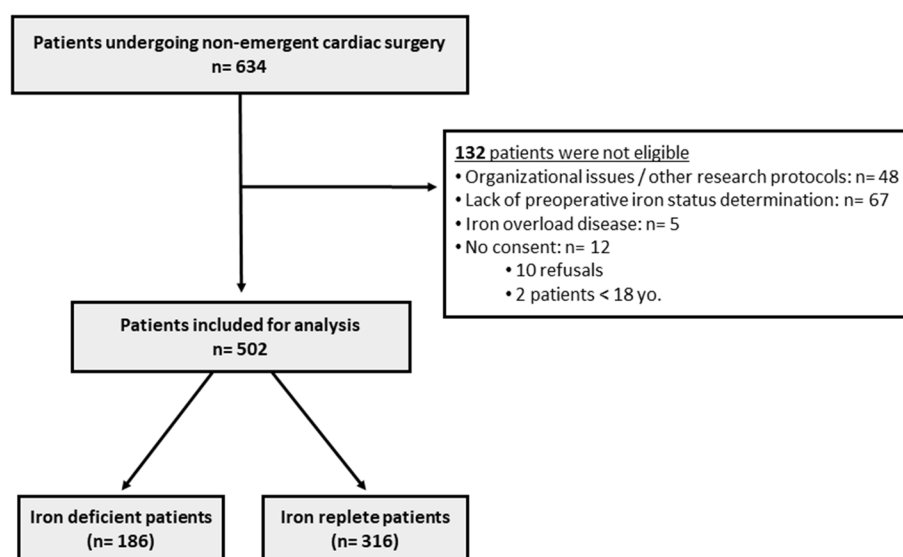 Patients undergoing non-emergent cardiac surgery
n= 634
132 patients were not eligible
• Organizational issues / other research protocols: n= 48
• Lack of preoperative iron status determination: n= 67
• Iron overload disease: n= 5
• No consent: n= 12
• 10 refusals
• 2 patients < 18 yo.
Patients included for analysis
n= 502
Iron deficient patients
(n= 186)
Iron replete patients
(n= 316)